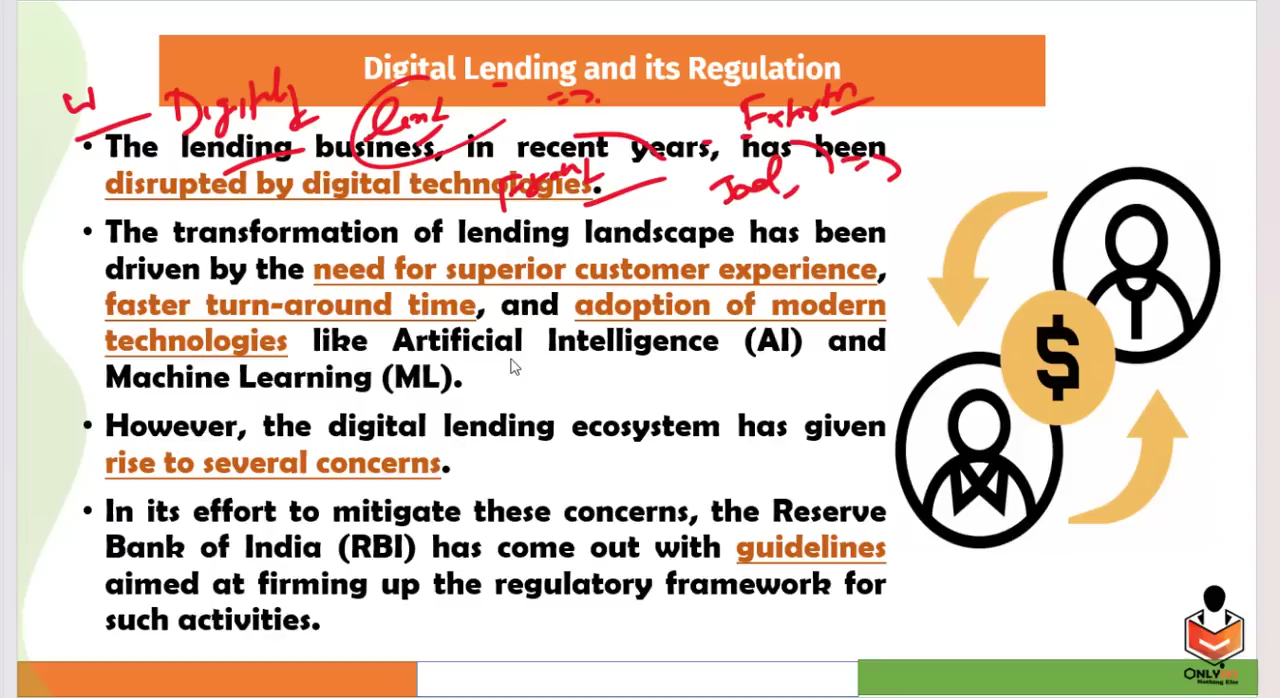 Digital Lending and its Regulation
Digitally
• The lending business, in recent years, has been
disrupted by digital technologies.
• The transformation of lending landscape has been
driven by the need for superior customer experience,
faster turn-around time, and adoption of modern
technologies like Artificial Intelligence (AI) and
Machine Learning (ML).
• However, the digital lending ecosystem has given
rise to several concerns.
• In its effort to mitigate these concerns, the Reserve
Bank of India (RBI) has come out with guidelines
aimed at firming up the regulatory framework for
such activities.
$
Nothing Else